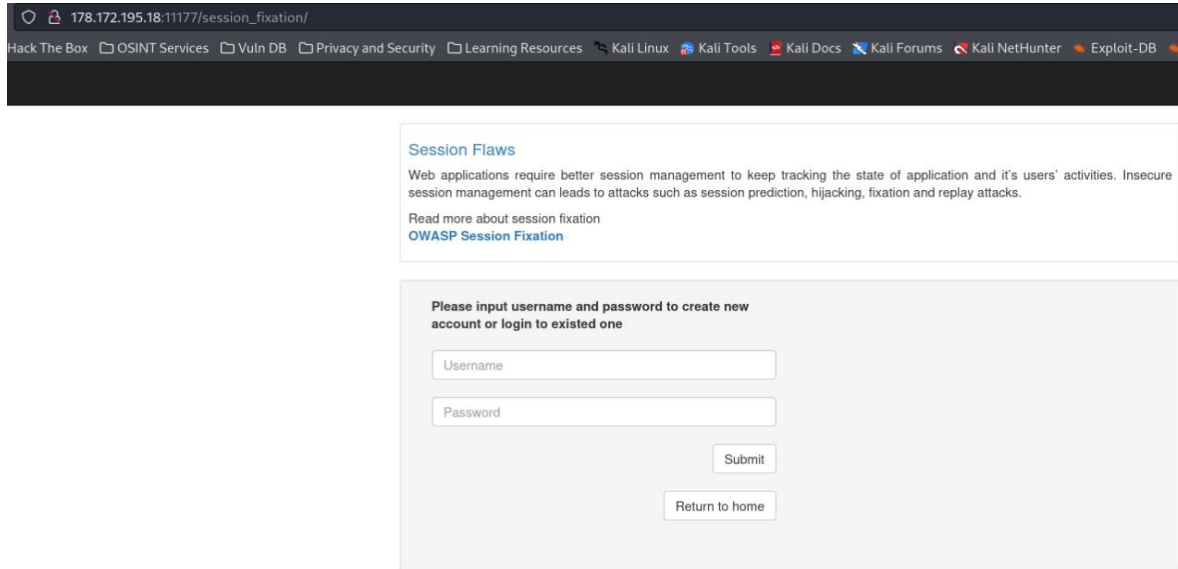 178.172.195.18:11177/session_fixation/
Hack The Box OSINT Services Vuln DB Privacy and Security Learning Resources Kali Linux Kali Tools Kali Docs Kali Forums Kali NetHunter Exploit-DB
Session Flaws
Web applications require better session management to keep tracking the state of application and it's users' activities. Insecure
session management can leads to attacks such as session prediction, hijacking, fixation and replay attacks.
Read more about session fixation
OWASP Session Fixation
Please input username and password to create new
account or login to existed one
Username
Password
Submit
Return to home